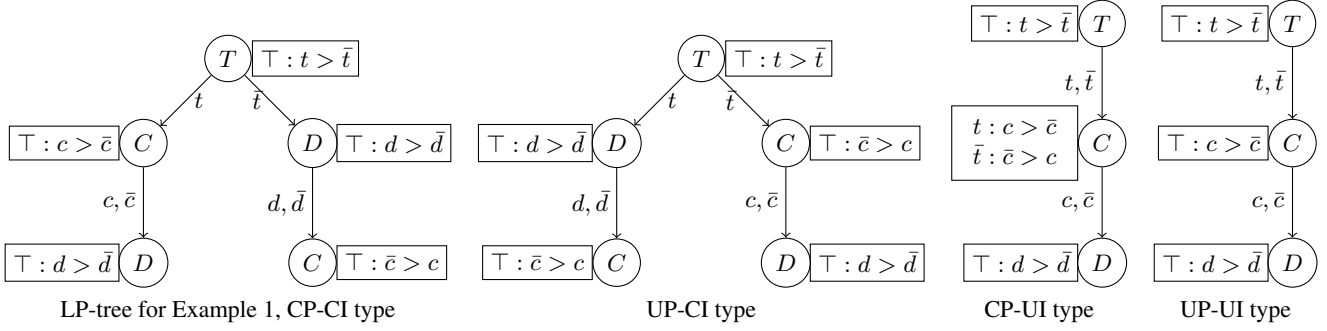 T ⊤ : t > t̄
t t̄
⊤ : c > c̄ C D ⊤ : d > d̄
c, c̄ d, d̄
⊤ : d > d̄ D C ⊤ : c̄ > c
LP-tree for Example 1, CP-CI type
T ⊤ : t > t̄
t t̄
⊤ : d > d̄ D C ⊤ : c̄ > c
d, d̄ c, c̄
⊤ : c̄ > c C D ⊤ : d > d̄
UP-CI type
⊤ : t > t̄ T
t, t̄
t : c > c̄
t̄ : c̄ > c C
c, c̄
⊤ : d > d̄ D
CP-UI type
⊤ : t > t̄ T
t, t̄
⊤ : c > c̄ C
c, c̄
⊤ : d > d̄ D
UP-UI type